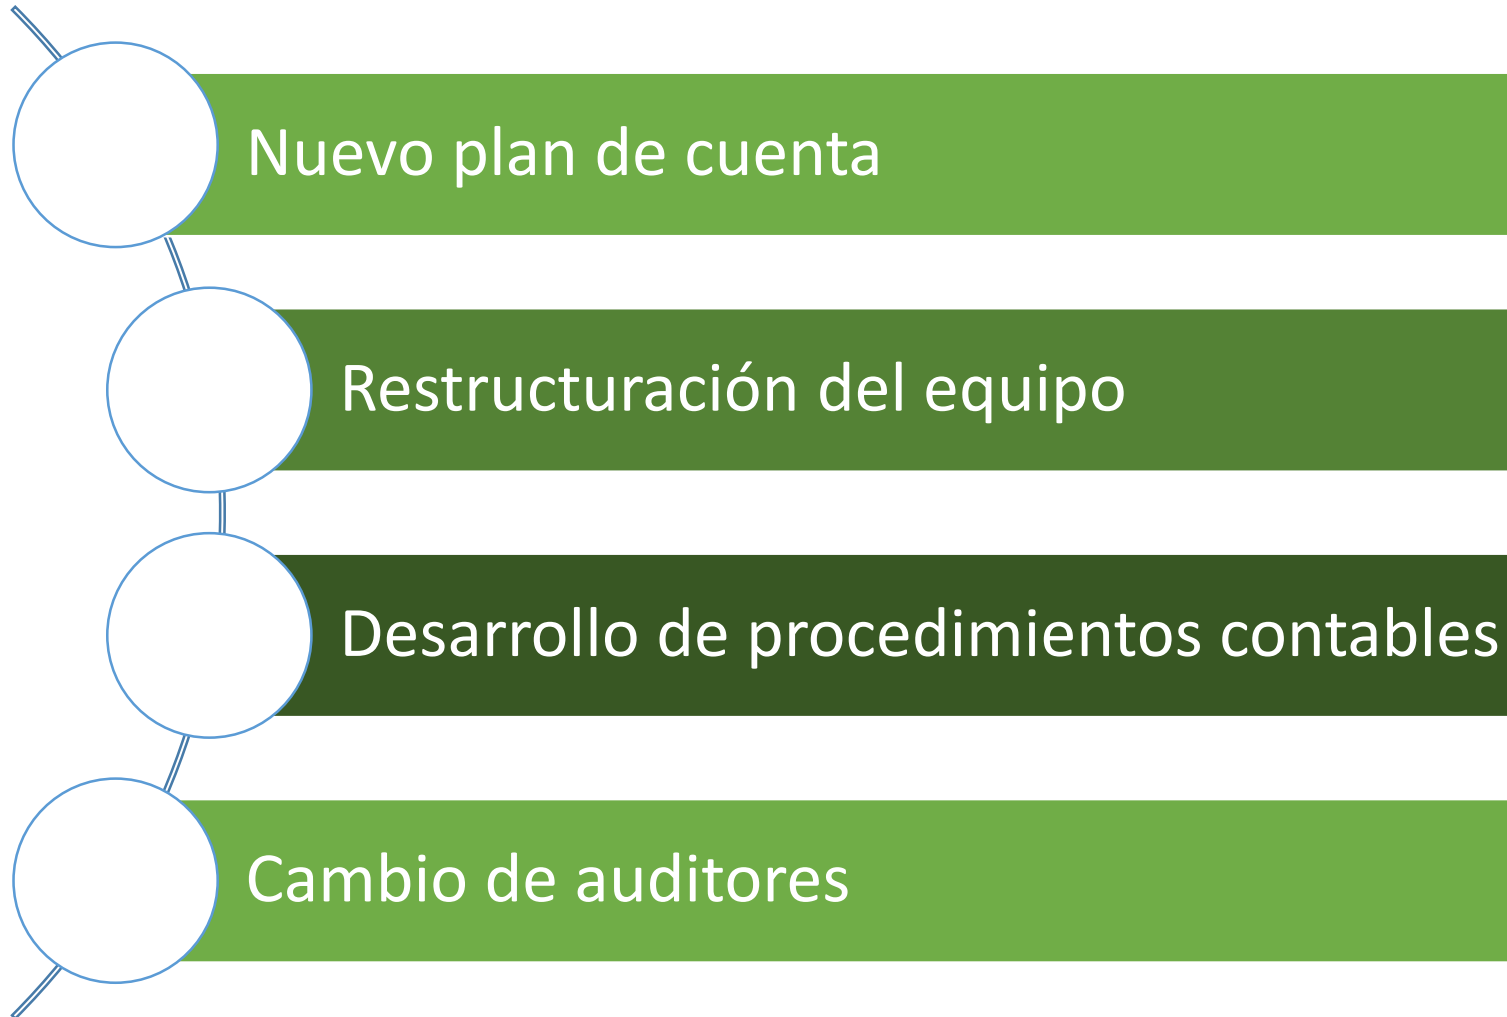 Nuevo plan de cuenta
Restructuración del equipo
Desarrollo de procedimientos contables
Cambio de auditores